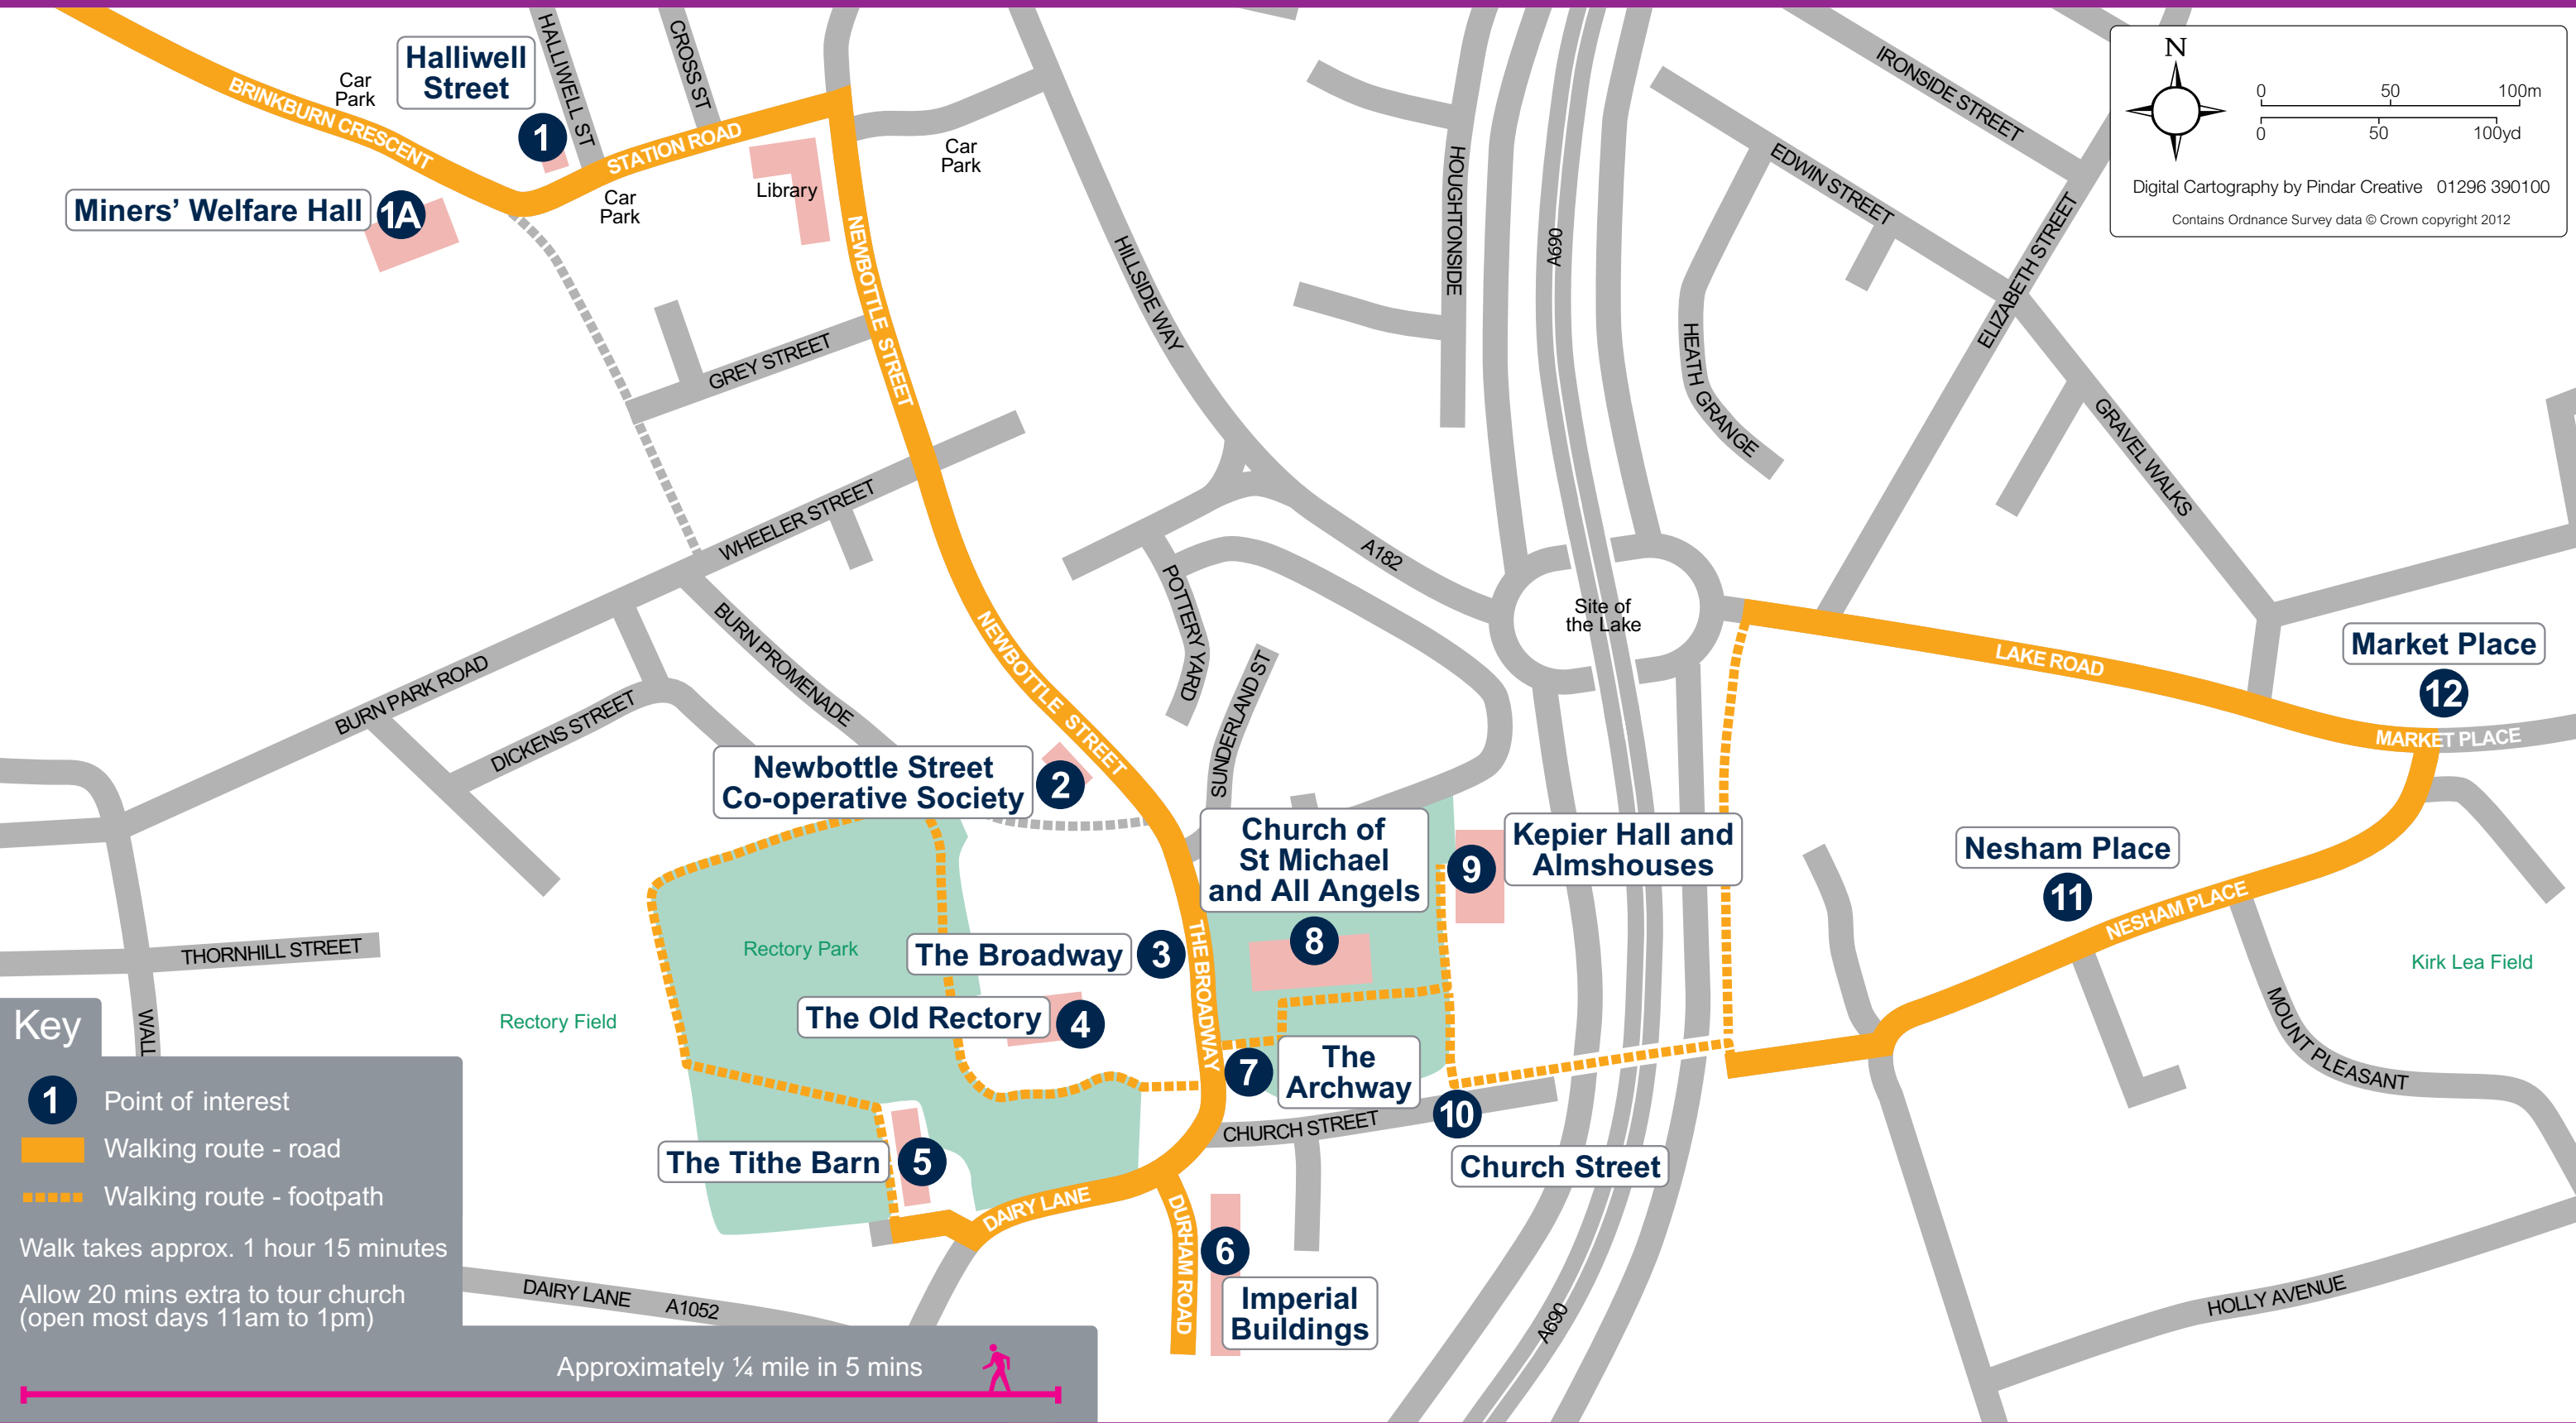 HALLIWELL ST
CROSS ST
Halliwell
Street
Car
Park
BRINKBURN CRESCENT
1
STATION ROAD
Miners’ Welfare Hall
1A
Car
Park
Library
Car
Park
NEWBOTTLE STREET
GREY STREET
HILLSIDE WAY
HOUGHTONSIDE
A690
IRONSIDE STREET
EDWIN STREET
ELIZABETH STREET
HEATH GRANGE
GRAVEL WALKS
N
0
50
100m
0
50
100yd
Digital Cartography by Pindar Creative 01296 390100
Contains Ordnance Survey data © Crown copyright 2012
WHEELER STREET
A182
POTTERY YARD
BURN PROMENADE
NEWBOTTLE STREET
SUNDERLAND ST
Site of
the Lake
LAKE ROAD
Market Place
12
MARKET PLACE
BURN PARK ROAD
DICKENS STREET
Newbottle Street
Co-operative Society
2
Church of
St Michael
and All Angels
8
9
Kepier Hall and
Almshouses
Nesham Place
11
NESHAM PLACE
THORNHILL STREET
WALL
Rectory Park
Rectory Field
The Broadway
3
THE BROADWAY
The Old Rectory
4
7
The
Archway
10
CHURCH STREET
Church Street
Kirk Lea Field
MOUNT PLEASANT
The Tithe Barn
5
DAIRY LANE
DURHAM ROAD
6
Imperial
Buildings
A690
HOLLY AVENUE
DAIRY LANE
A1052
Key
1
Point of interest
Walking route - road
Walking route - footpath
Walk takes approx. 1 hour 15 minutes
Allow 20 mins extra to tour church
(open most days 11am to 1pm)
Approximately ¼ mile in 5 mins